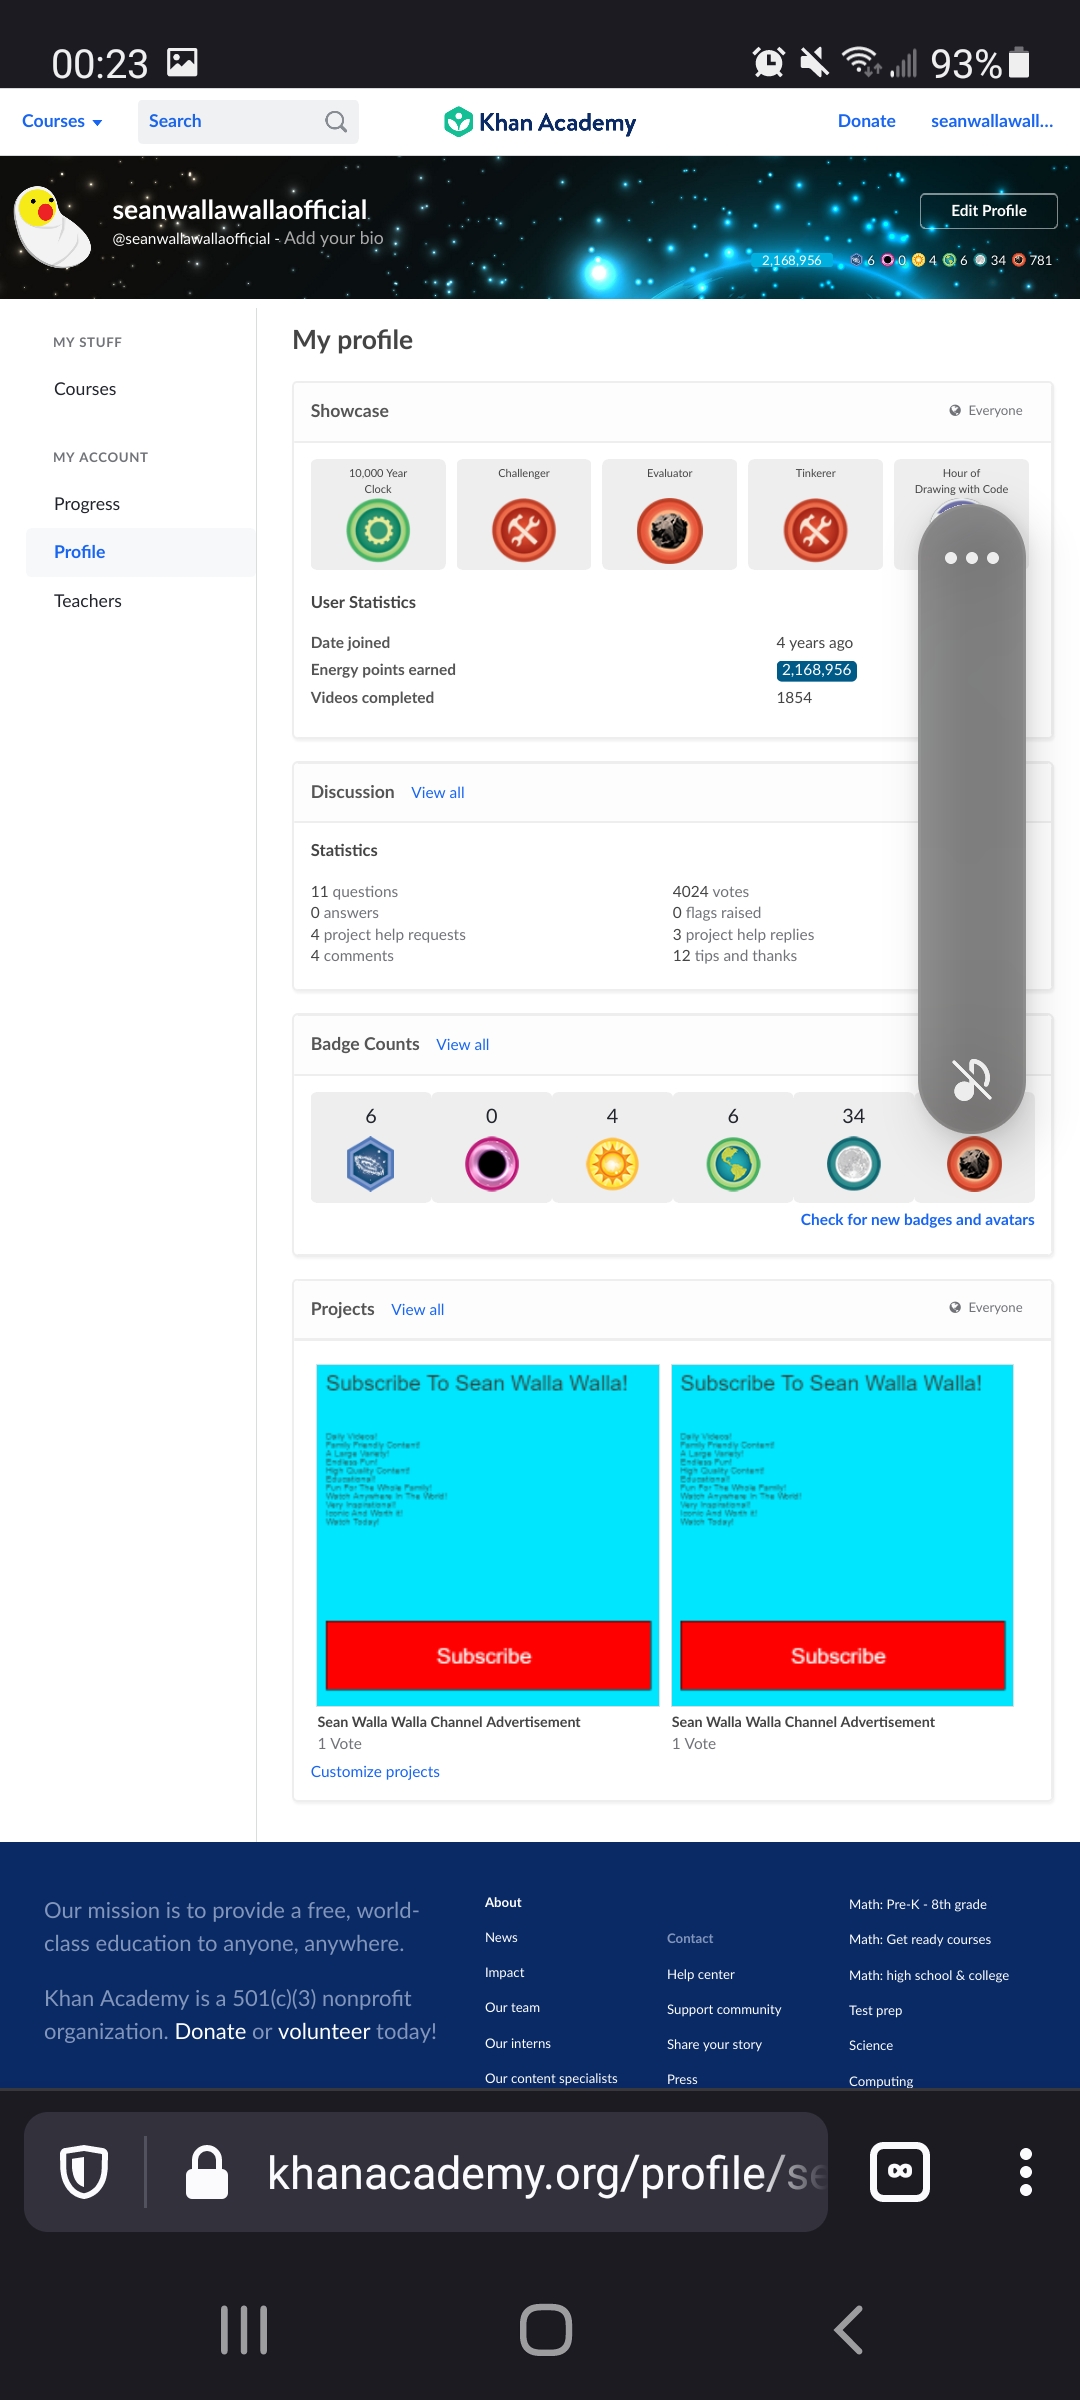 00:23
93%
Courses
Search
Khan Academy
Donate
seanwallawall...
seanwallawallaofficial
@seanwallawallaofficial - Add your bio
Edit Profile
2,168,956 6 0 4 6 34 781
MY STUFF
Courses
MY ACCOUNT
Progress
Profile
Teachers
My profile
Showcase
Everyone
10,000 Year
Clock
Challenger
Evaluator
Tinkerer
Hour of
Drawing with Code
User Statistics
Date joined 4 years ago
Energy points earned 2,168,956
Videos completed 1854
Discussion View all
Statistics
11 questions
0 answers
4 project help requests
4 comments
4024 votes
0 flags raised
3 project help replies
12 tips and thanks
Badge Counts View all
6 0 4 6 34
Check for new badges and avatars
Projects View all
Everyone
Subscribe To Sean Walla Walla!
Daily Videos!
Family Friendly Content!
A Large Variety!
Endless Fun!
High Quality Content!
Educational!
Fun For The Whole Family!
Watch Anywhere In The World!
Very Inspirational!
Iconic And Worth It!
Watch Today!
Subscribe
Sean Walla Walla Channel Advertisement
1 Vote
Subscribe To Sean Walla Walla!
Daily Videos!
Family Friendly Content!
A Large Variety!
Endless Fun!
High Quality Content!
Educational!
Fun For The Whole Family!
Watch Anywhere In The World!
Very Inspirational!
Iconic And Worth It!
Watch Today!
Subscribe
Sean Walla Walla Channel Advertisement
1 Vote
Customize projects
Our mission is to provide a free, world-
class education to anyone, anywhere.
Khan Academy is a 501(c)(3) nonprofit
organization. Donate or volunteer today!
About
News
Impact
Our team
Our interns
Our content specialists
Contact
Help center
Support community
Share your story
Press
Math: Pre-K - 8th grade
Math: Get ready courses
Math: high school & college
Test prep
Science
Computing
khanacademy.org/profile/se